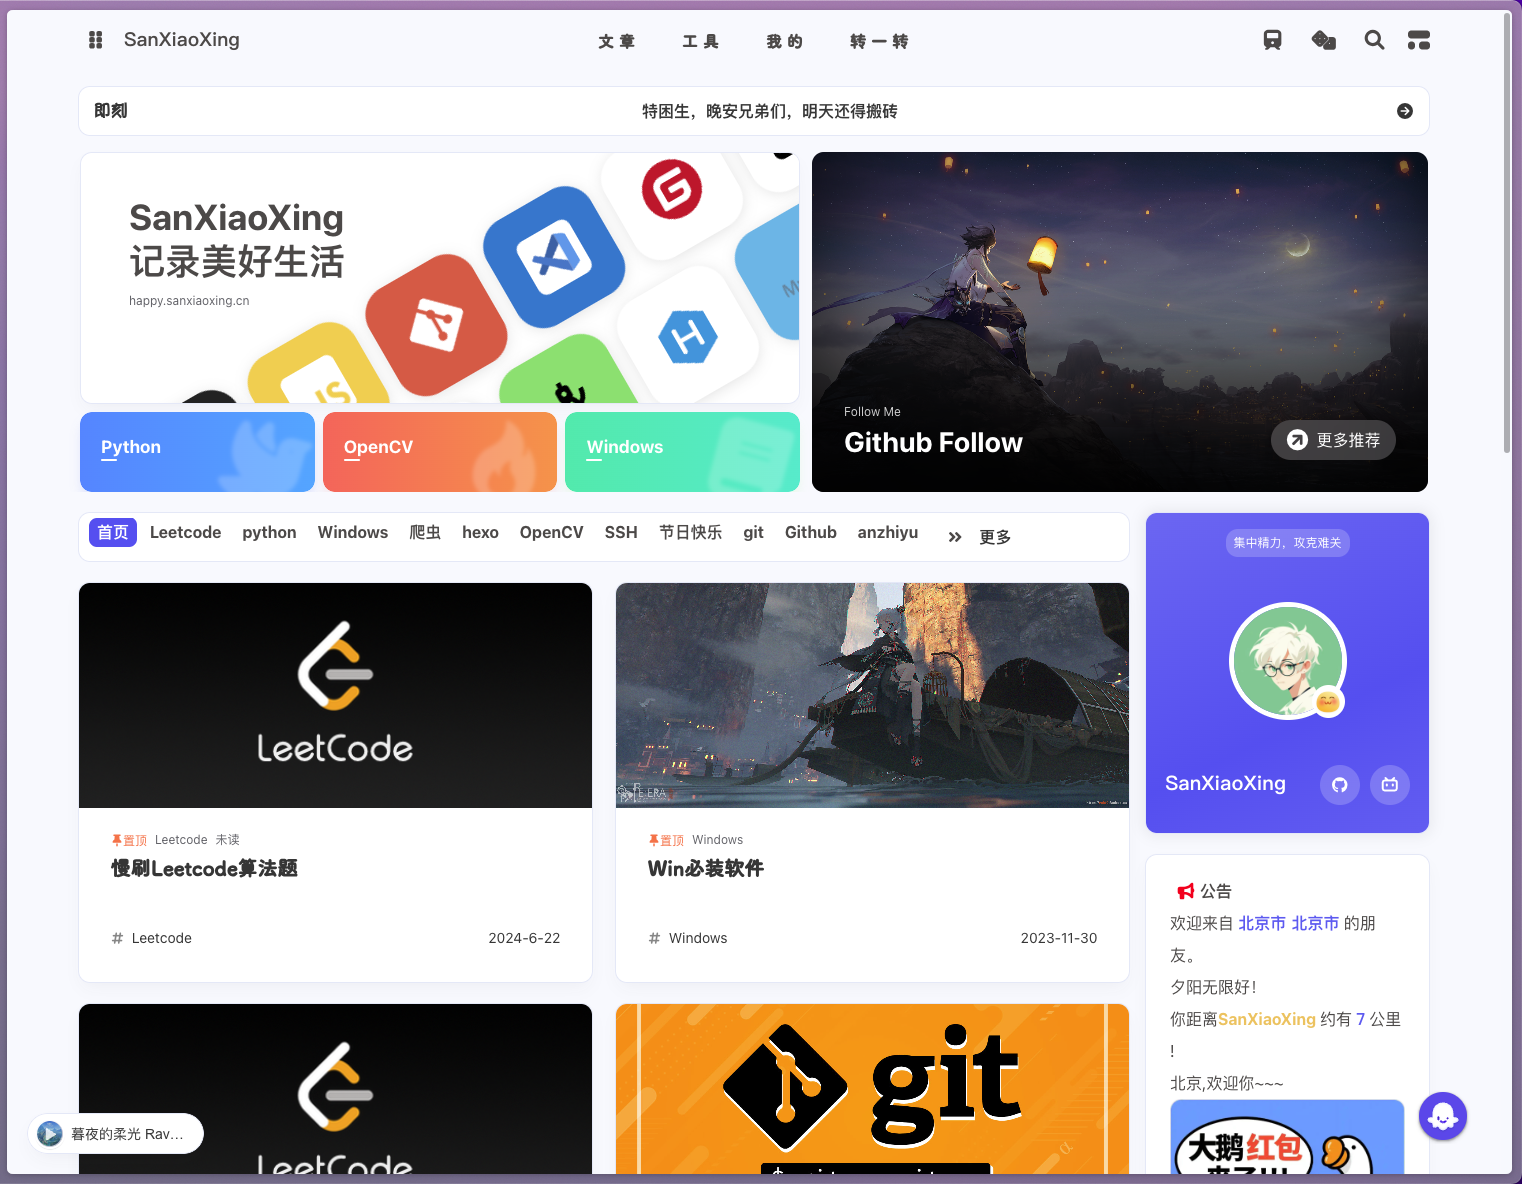 SanXiaoXing
文 章 工 具 我 的 转 一 转
即刻 特困生，晚安兄弟们，明天还得搬砖
SanXiaoXing
记录美好生活
happy.sanxiaoxing.cn
JS
Follow Me
Github Follow
更多推荐
Python OpenCV Windows
首页 Leetcode python Windows 爬虫 hexo OpenCV SSH 节日快乐 git Github anzhiyu 更多
LeetCode
置顶 Leetcode 未读
慢刷Leetcode算法题
# Leetcode 2024-6-22
置顶 Windows
Win必装软件
# Windows 2023-11-30
集中精力，攻克难关
SanXiaoXing
公告
欢迎来自 北京市 北京市 的朋
友。
夕阳无限好！
你距离SanXiaoXing 约有 7 公里
！
北京,欢迎你~~~
大鹅红包
来了!!!
LeetCode
git
暮夜的柔光 Rav...